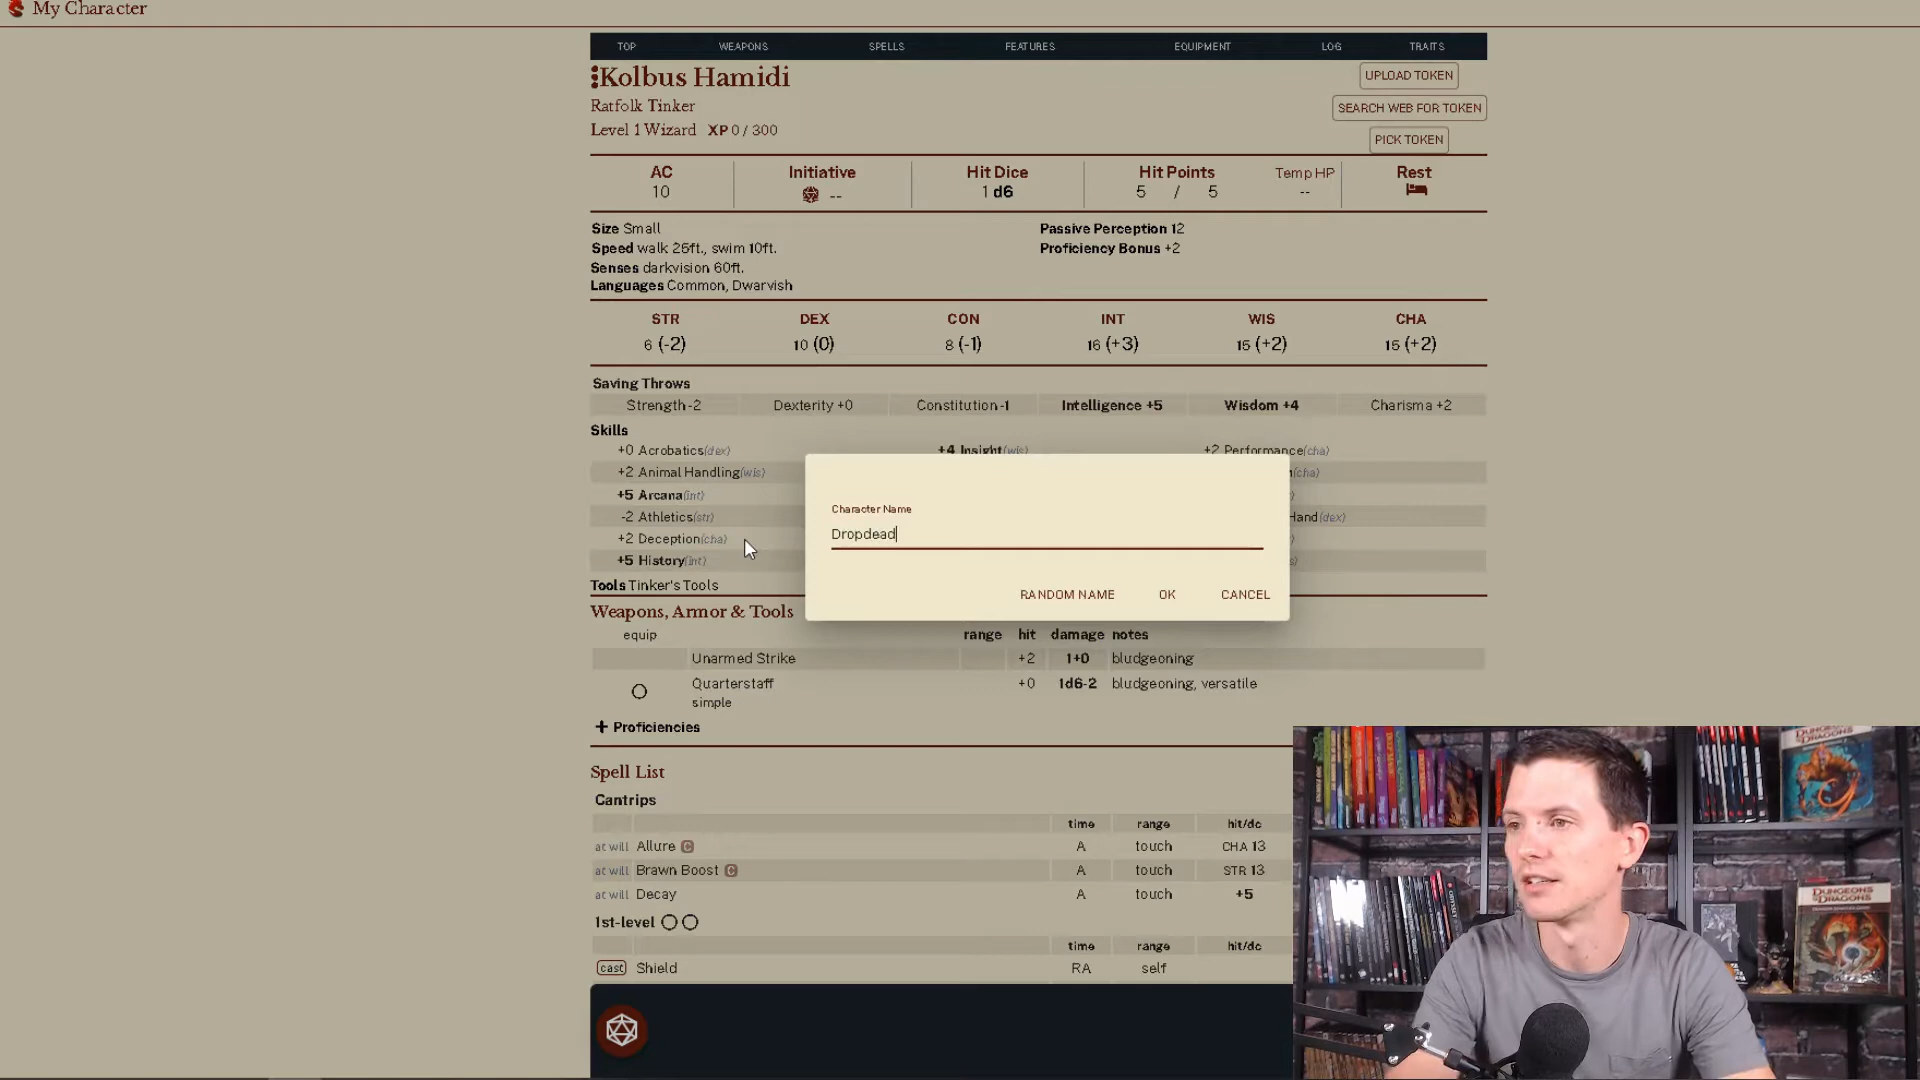 My Character
TOP WEAPONS SPELLS FEATURES EQUIPMENT LOG TRAITS
Kolbus Hamidi
UPLOAD TOKEN
Ratfolk Tinker
SEARCH WEB FOR TOKEN
Level 1 Wizard XP 0 / 300
PICK TOKEN
AC Initiative Hit Dice Hit Points Temp HP Rest
10 -- 1 d6 5 / 5 --
Size Small Passive Perception 12
Speed walk 25ft., swim 10ft. Proficiency Bonus +2
Senses darkvision 60ft.
Languages Common, Dwarvish
STR DEX CON INT WIS CHA
6 (-2) 10 (0) 8 (-1) 16 (+3) 15 (+2) 15 (+2)
Saving Throws
Strength -2 Dexterity +0 Constitution -1 Intelligence +5 Wisdom +4 Charisma +2
Skills
+0 Acrobatics(dex) +4 Insight(wis) +2 Performance(cha)
+2 Animal Handling(wis) (cha)
+5 Arcana(int)
-2 Athletics(str) Hand(dex)
+2 Deception(cha)
+5 History(int)
Character Name
Dropdead
RANDOM NAME OK CANCEL
Tools Tinker's Tools
Weapons, Armor & Tools
equip range hit damage notes
Unarmed Strike +2 1+0 bludgeoning
Quarterstaff +0 1d6-2 bludgeoning, versatile
simple
+ Proficiencies
Spell List
Cantrips
time range hit/dc
at will Allure C A touch CHA 13
at will Brawn Boost C A touch STR 13
at will Decay A touch +5
1st-level
time range hit/dc
cast Shield RA self
DUNGEONS & DRAGONS
DUNGEONS & DRAGONS